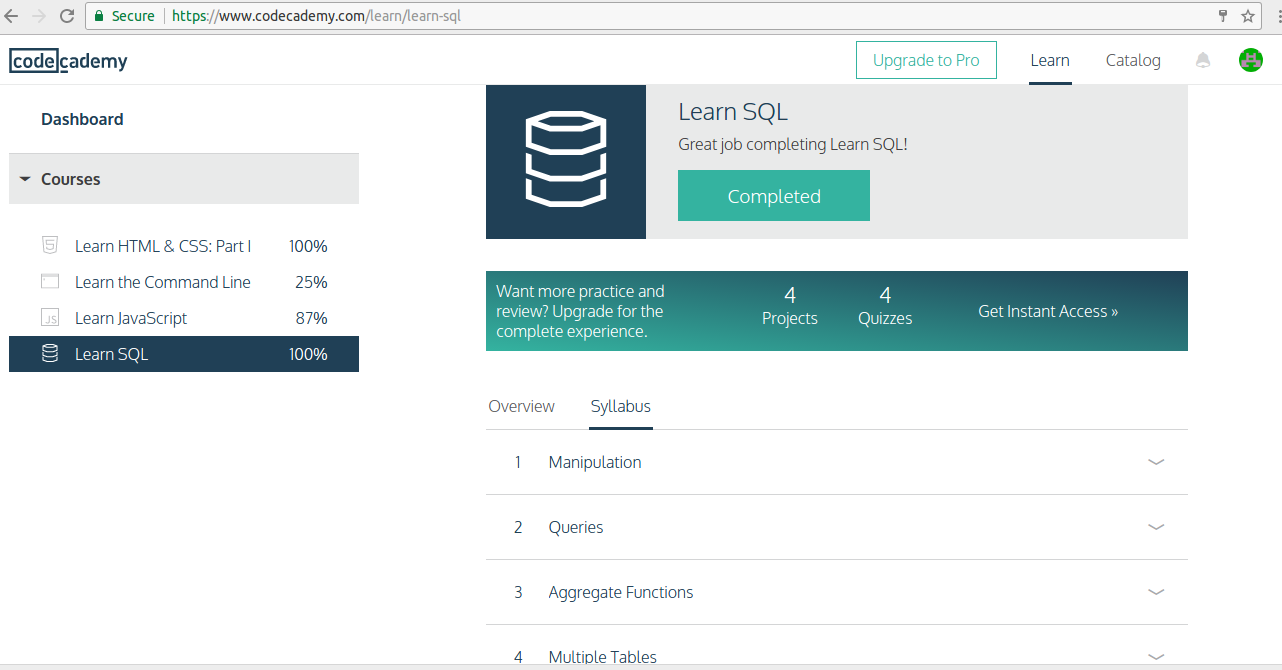 Secure https://www.codecademy.com/learn/learn-sql
codecademy
Upgrade to Pro
Learn
Catalog
Dashboard
Courses
Learn HTML & CSS: Part I 100%
Learn the Command Line 25%
JS Learn JavaScript 87%
Learn SQL 100%
Learn SQL
Great job completing Learn SQL!
Completed
Want more practice and
review? Upgrade for the
complete experience.
4
Projects
4
Quizzes
Get Instant Access »
Overview
Syllabus
1 Manipulation
2 Queries
3 Aggregate Functions
4 Multiple Tables